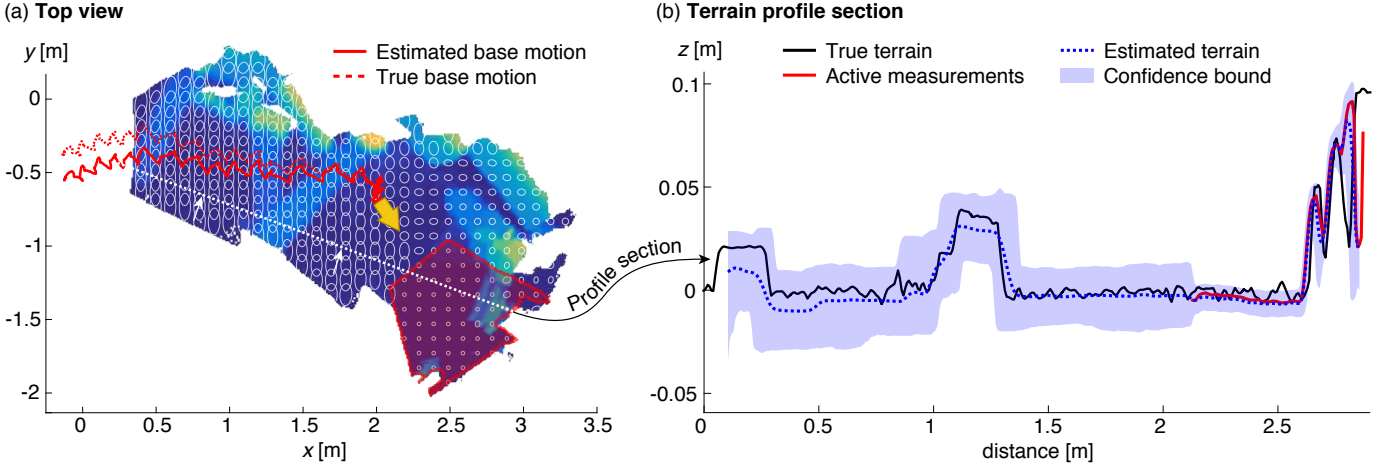 (a) Top view
y [m]
Estimated base motion
True base motion
0
-0.5
-1
-1.5
-2
0 0.5 1 1.5 2 2.5 3 3.5
x [m]
Profile section
(b) Terrain profile section
z [m]
True terrain
Active measurements
Estimated terrain
Confidence bound
0.1
0.05
0
-0.05
0 0.5 1 1.5 2 2.5
distance [m]